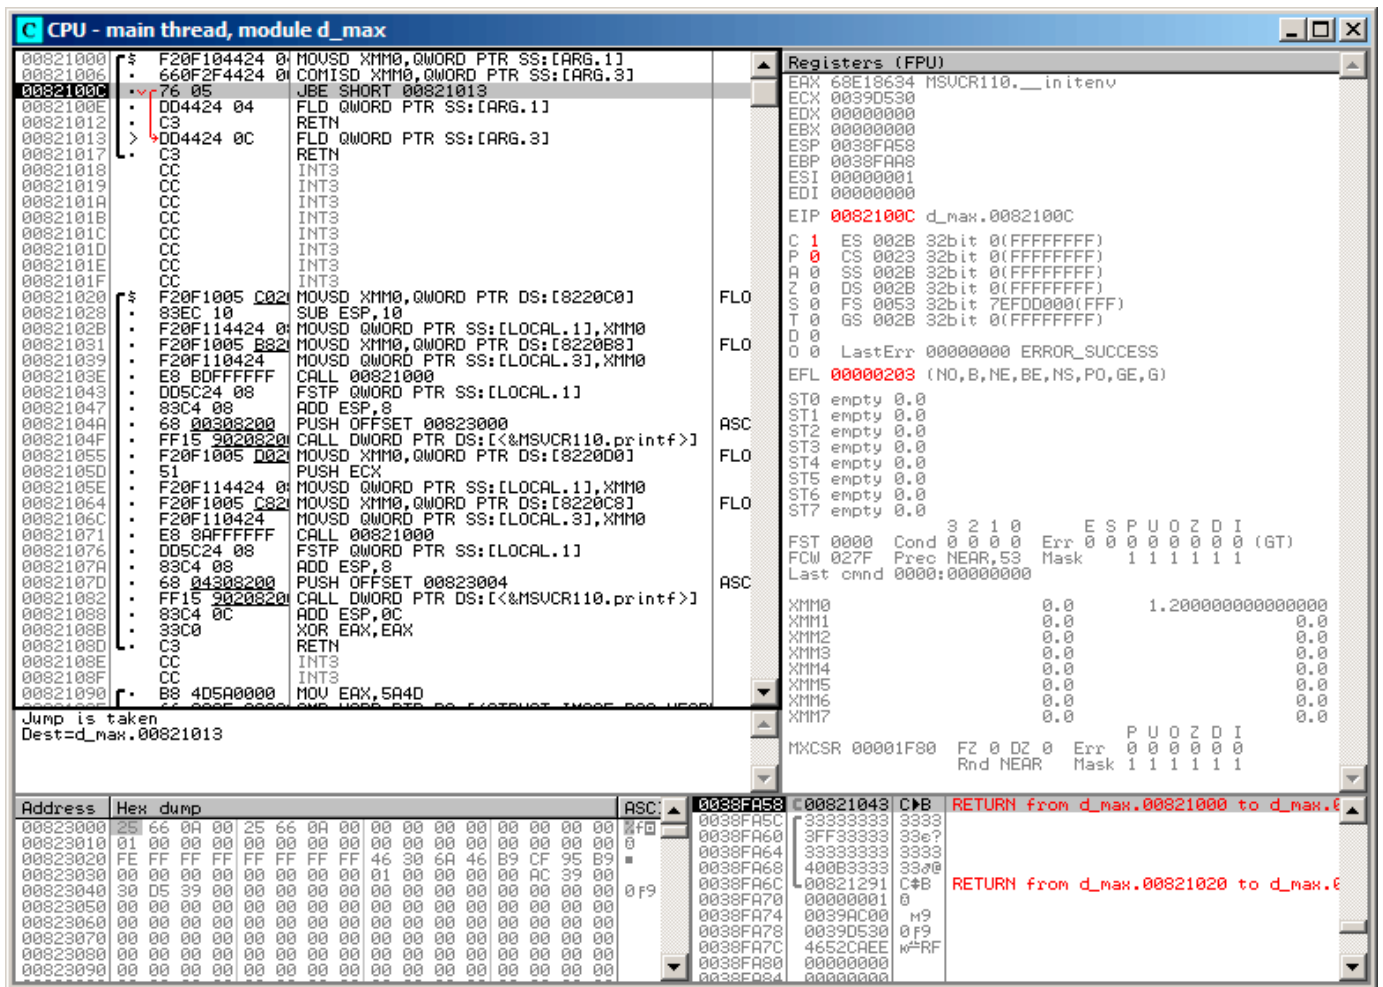 CPU - main thread, module d_max
00821000 $ F20F104424 04 MOVSD XMM0,QWORD PTR SS:[ARG.1]
00821006 . 660F2F4424 0 COMISD XMM0,QWORD PTR SS:[ARG.3]
0082100C . 76 05 JBE SHORT 00821013
0082100E . DD4424 04 FLD QWORD PTR SS:[ARG.1]
00821012 . C3 RETN
00821013 > DD4424 0C FLD QWORD PTR SS:[ARG.3]
00821017 . C3 RETN
00821018 CC INT3
00821019 CC INT3
0082101A CC INT3
0082101B CC INT3
0082101C CC INT3
0082101D CC INT3
0082101E CC INT3
0082101F CC INT3
00821020 $ F20F1005 C02 MOVSD XMM0,QWORD PTR DS:[8220C0] FLO
00821028 . 83EC 10 SUB ESP,10
0082102B . F20F114424 0 MOVSD QWORD PTR SS:[LOCAL.1],XMM0
00821031 . F20F1005 B82 MOVSD XMM0,QWORD PTR DS:[8220B8] FLO
00821039 . F20F110424 MOVSD QWORD PTR SS:[LOCAL.3],XMM0
0082103E . E8 BDFFFFFF CALL 00821000
00821043 . DD5C24 08 FSTP QWORD PTR SS:[LOCAL.1]
00821047 . 83C4 08 ADD ESP,8
0082104A . 68 00308200 PUSH OFFSET 00823000 ASC
0082104F . FF15 9020820 CALL DWORD PTR DS:[<&MSVCR110.printf>]
00821055 . F20F1005 D02 MOVSD XMM0,QWORD PTR DS:[8220D0] FLO
0082105D . 51 PUSH ECX
0082105E . F20F114424 0 MOVSD QWORD PTR SS:[LOCAL.1],XMM0
00821064 . F20F1005 C82 MOVSD XMM0,QWORD PTR DS:[8220C8] FLO
0082106C . F20F110424 MOVSD QWORD PTR SS:[LOCAL.3],XMM0
00821071 . E8 8AFFFFFF CALL 00821000
00821076 . DD5C24 08 FSTP QWORD PTR SS:[LOCAL.1]
0082107A . 83C4 08 ADD ESP,8
0082107D . 68 04308200 PUSH OFFSET 00823004 ASC
00821082 . FF15 9020820 CALL DWORD PTR DS:[<&MSVCR110.printf>]
00821088 . 83C4 0C ADD ESP,0C
0082108B . 33C0 XOR EAX,EAX
0082108D . C3 RETN
0082108E CC INT3
0082108F CC INT3
00821090 . B8 4D5A0000 MOV EAX,5A4D
Jump is taken
Dest=d_max.00821013
Registers (FPU)
EAX 68E18634 MSVCR110.__initenv
ECX 0039D530
EDX 00000000
EBX 00000000
ESP 0038FA58
EBP 0038FAA8
ESI 00000001
EDI 00000000
EIP 0082100C d_max.0082100C
C 1 ES 002B 32bit 0(FFFFFFFF)
P 0 CS 0023 32bit 0(FFFFFFFF)
A 0 SS 002B 32bit 0(FFFFFFFF)
Z 0 DS 002B 32bit 0(FFFFFFFF)
S 0 FS 0053 32bit 7EFDD000(FFF)
T 0 GS 002B 32bit 0(FFFFFFFF)
D 0
O 0 LastErr 00000000 ERROR_SUCCESS
EFL 00000203 (NO,B,NE,BE,NS,PO,GE,G)
ST0 empty 0.0
ST1 empty 0.0
ST2 empty 0.0
ST3 empty 0.0
ST4 empty 0.0
ST5 empty 0.0
ST6 empty 0.0
ST7 empty 0.0
3 2 1 0 E S P U O Z D I
FST 0000 Cond 0 0 0 0 Err 0 0 0 0 0 0 0 0 (GT)
FCW 027F Prec NEAR,53 Mask 1 1 1 1 1 1
Last cmnd 0000:00000000
XMM0 0.0 1.200000000000000
XMM1 0.0 0.0
XMM2 0.0 0.0
XMM3 0.0 0.0
XMM4 0.0 0.0
XMM5 0.0 0.0
XMM6 0.0 0.0
XMM7 0.0 0.0
P U O Z D I
MXCSR 00001F80 FZ 0 DZ 0 Err 0 0 0 0 0 0
Rnd NEAR Mask 1 1 1 1 1 1
Address Hex dump ASC
00823000 25 66 0A 00 25 66 0A 00 00 00 00 00 00 00 00 00
00823010 01 00 00 00 00 00 00 00 00 00 00 00 00 00 00 00
00823020 FE FF FF FF FF FF FF FF 46 30 6A 46 B9 CF 95 B9
00823030 00 00 00 00 00 00 00 00 01 00 00 00 00 AC 39 00
00823040 30 D5 39 00 00 00 00 00 00 00 00 00 00 00 00 00
00823050 00 00 00 00 00 00 00 00 00 00 00 00 00 00 00 00
00823060 00 00 00 00 00 00 00 00 00 00 00 00 00 00 00 00
00823070 00 00 00 00 00 00 00 00 00 00 00 00 00 00 00 00
00823080 00 00 00 00 00 00 00 00 00 00 00 00 00 00 00 00
00823090 00 00 00 00 00 00 00 00 00 00 00 00 00 00 00 00
0038FA58 00821043 RETURN from d_max.00821000 to d_max.0
0038FA5C 33333333 3333
0038FA60 3FF33333 33e?
0038FA64 33333333 3333
0038FA68 400B3333 33♂@
0038FA6C 00821291 RETURN from d_max.00821020 to d_max.0
0038FA70 00000001
0038FA74 0039AC00
0038FA78 0039D530
0038FA7C 4652CAEE
0038FA80 00000000
0038FA84 00000000